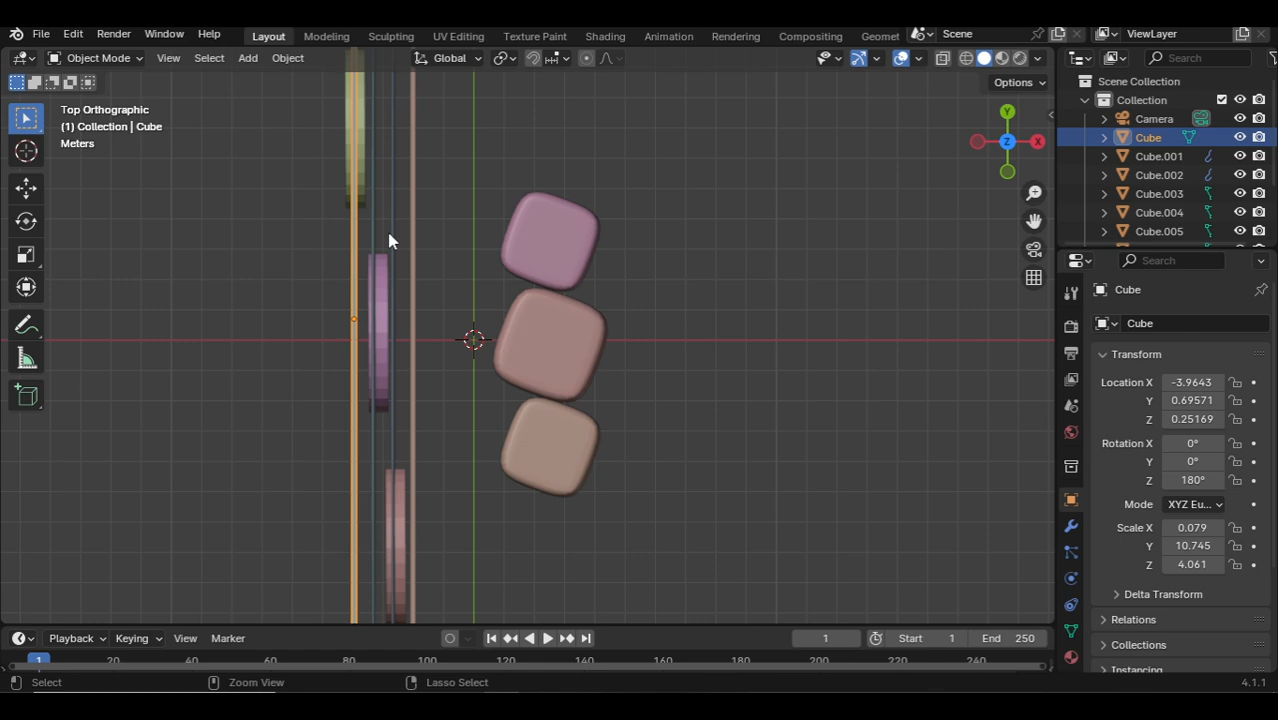 File Edit Render Window Help Layout Modeling Sculpting UV Editing Texture Paint Shading Animation Rendering Compositing Geomet Scene ViewLayer
Object Mode View Select Add Object Global Search
Options
Top Orthographic
(1) Collection | Cube
Meters
Y
X
Z
Scene Collection
Collection
Camera
Cube
Cube.001
Cube.002
Cube.003
Cube.004
Cube.005
Search
Cube
Cube
Transform
Location X -3.9643
Y 0.69571
Z 0.25169
Rotation X 0°
Y 0°
Z 180°
Mode XYZ Eu...
Scale X 0.079
Y 10.745
Z 4.061
Delta Transform
Relations
Collections
Instancing
Playback Keying View Marker 1 Start 1 End 250
1 20 40 60 80 100 120 140 160 180 200 220 240
Select Zoom View Lasso Select 4.1.1